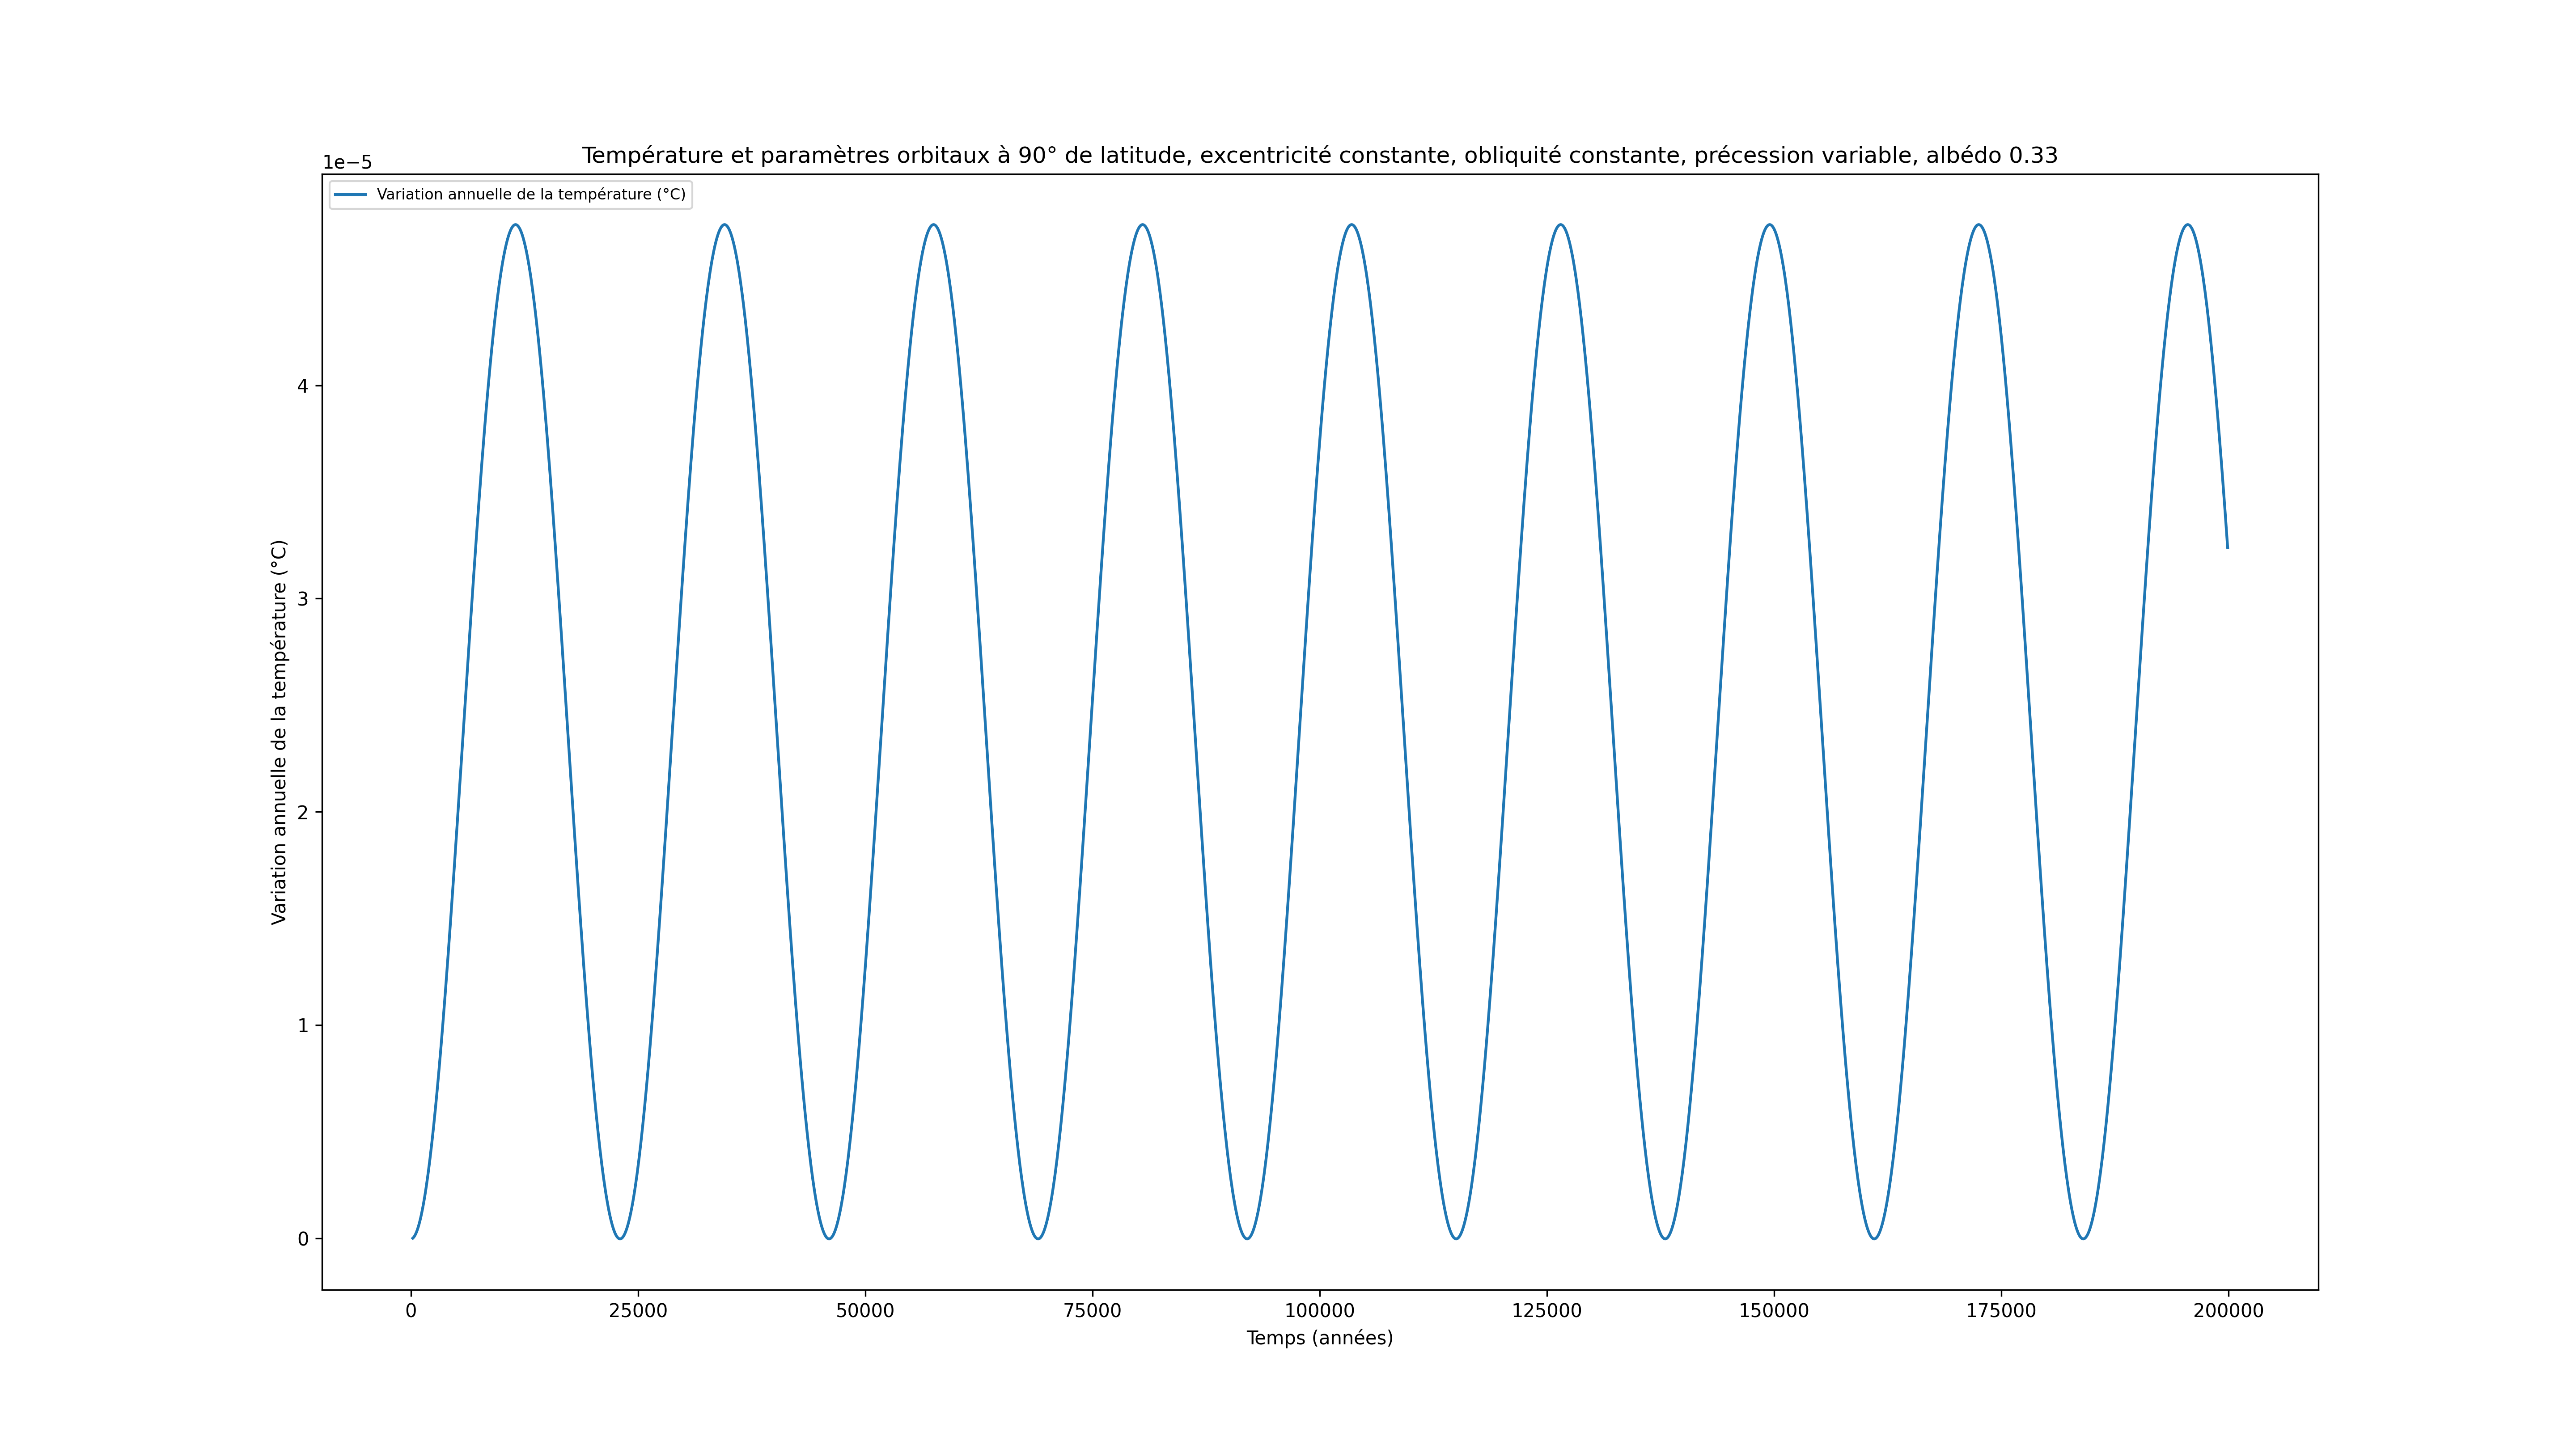 Température et paramètres orbitaux à 90° de latitude, excentricité constante, obliquité constante, précession variable, albédo 0.33
1e−5
Variation annuelle de la température (°C)
4
3
2
1
0
Variation annuelle de la température (°C)
0 25000 50000 75000 100000 125000 150000 175000 200000
Temps (années)